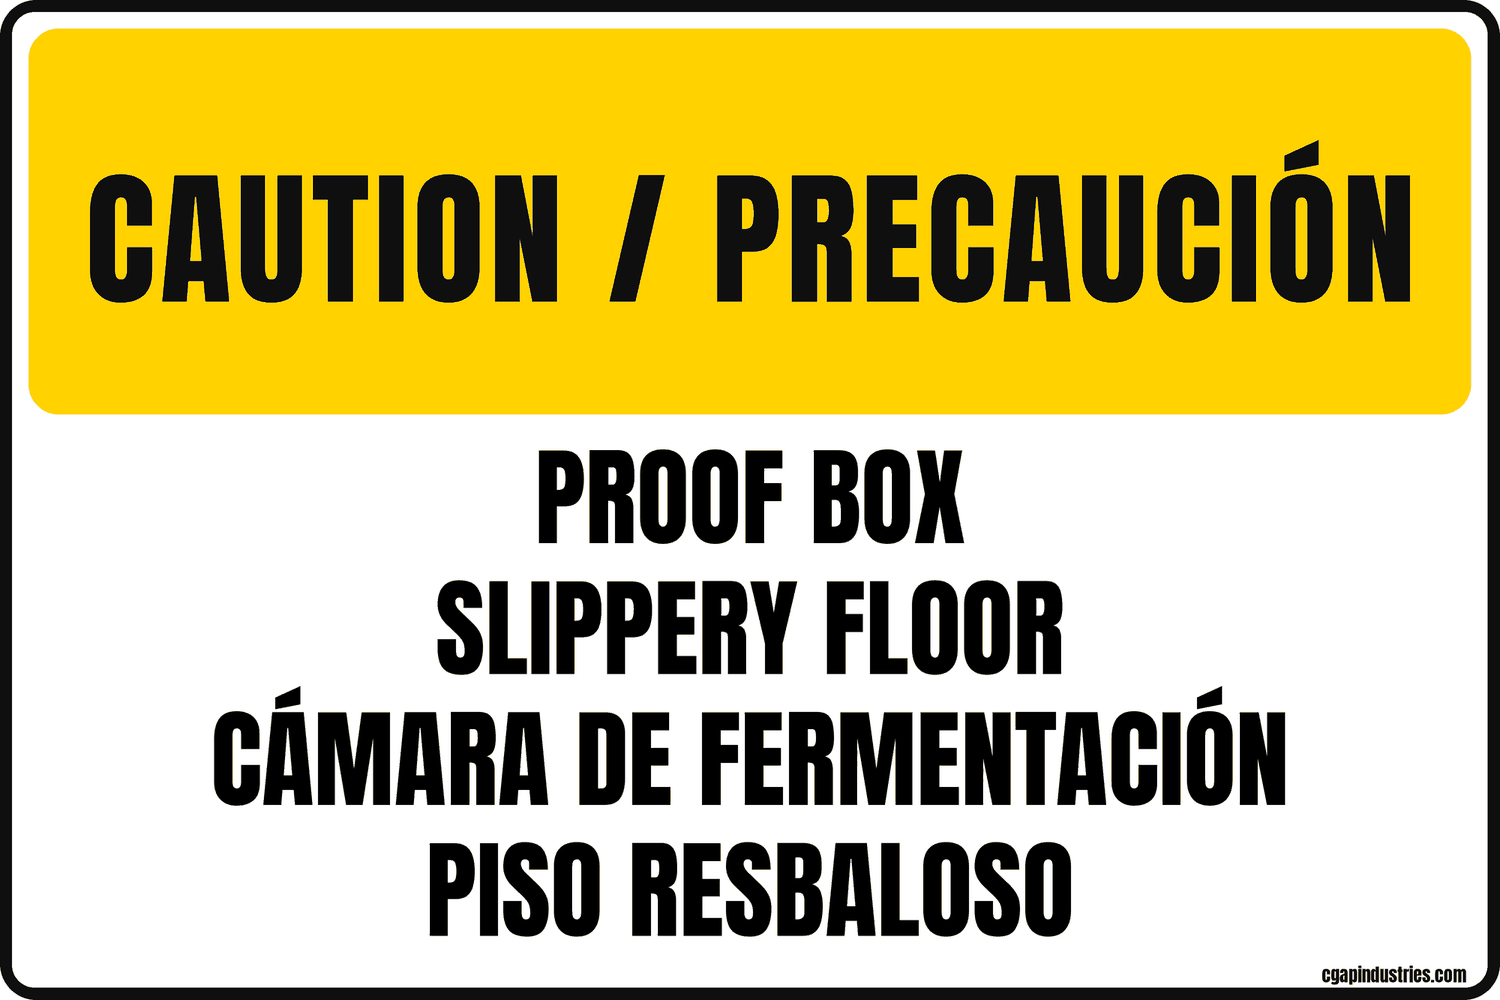 CAUTION / PRECAUCIÓN
PROOF BOX
SLIPPERY FLOOR
CÁMARA DE FERMENTACIÓN
PISO RESBALOSO
cgapindustries.com